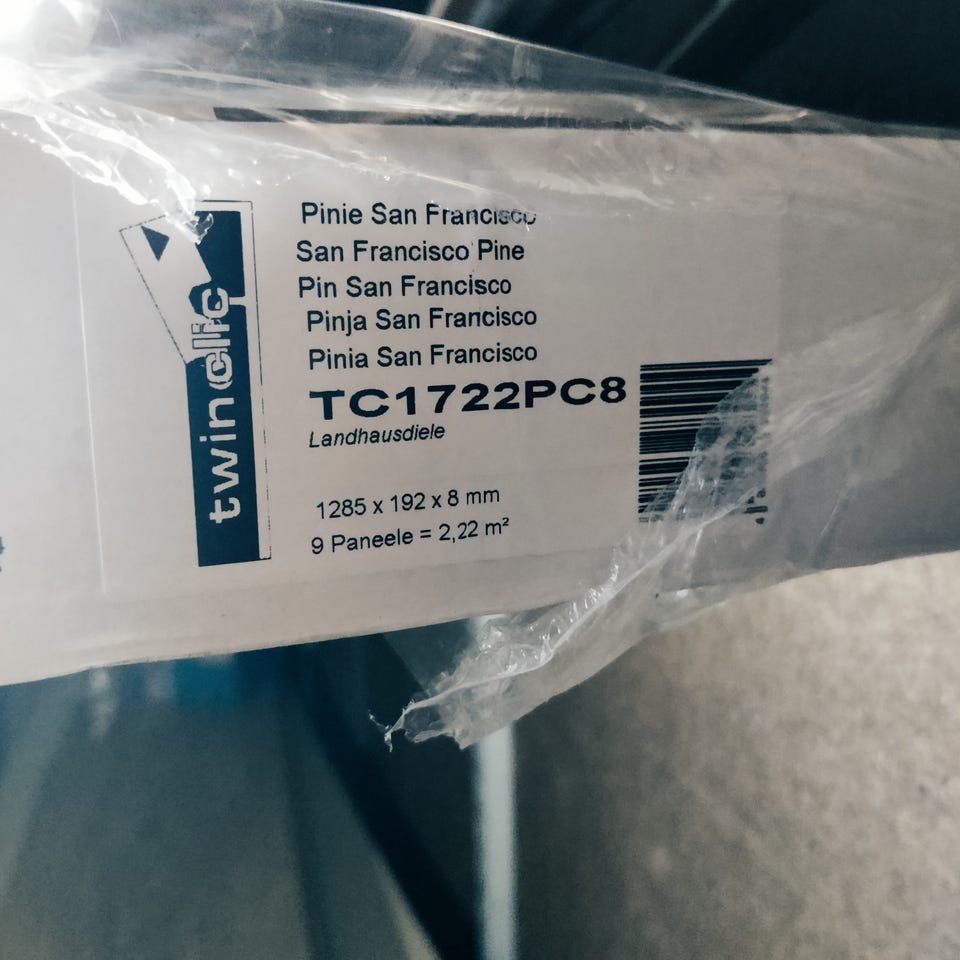 Pinie San Francisco
San Francisco Pine
Pin San Francisco
Pinja San Francisco
Pinia San Francisco
TC1722PC8
Landhausdiele
1285 x 192 x 8 mm
9 Paneele = 2,22 m²
twinclic